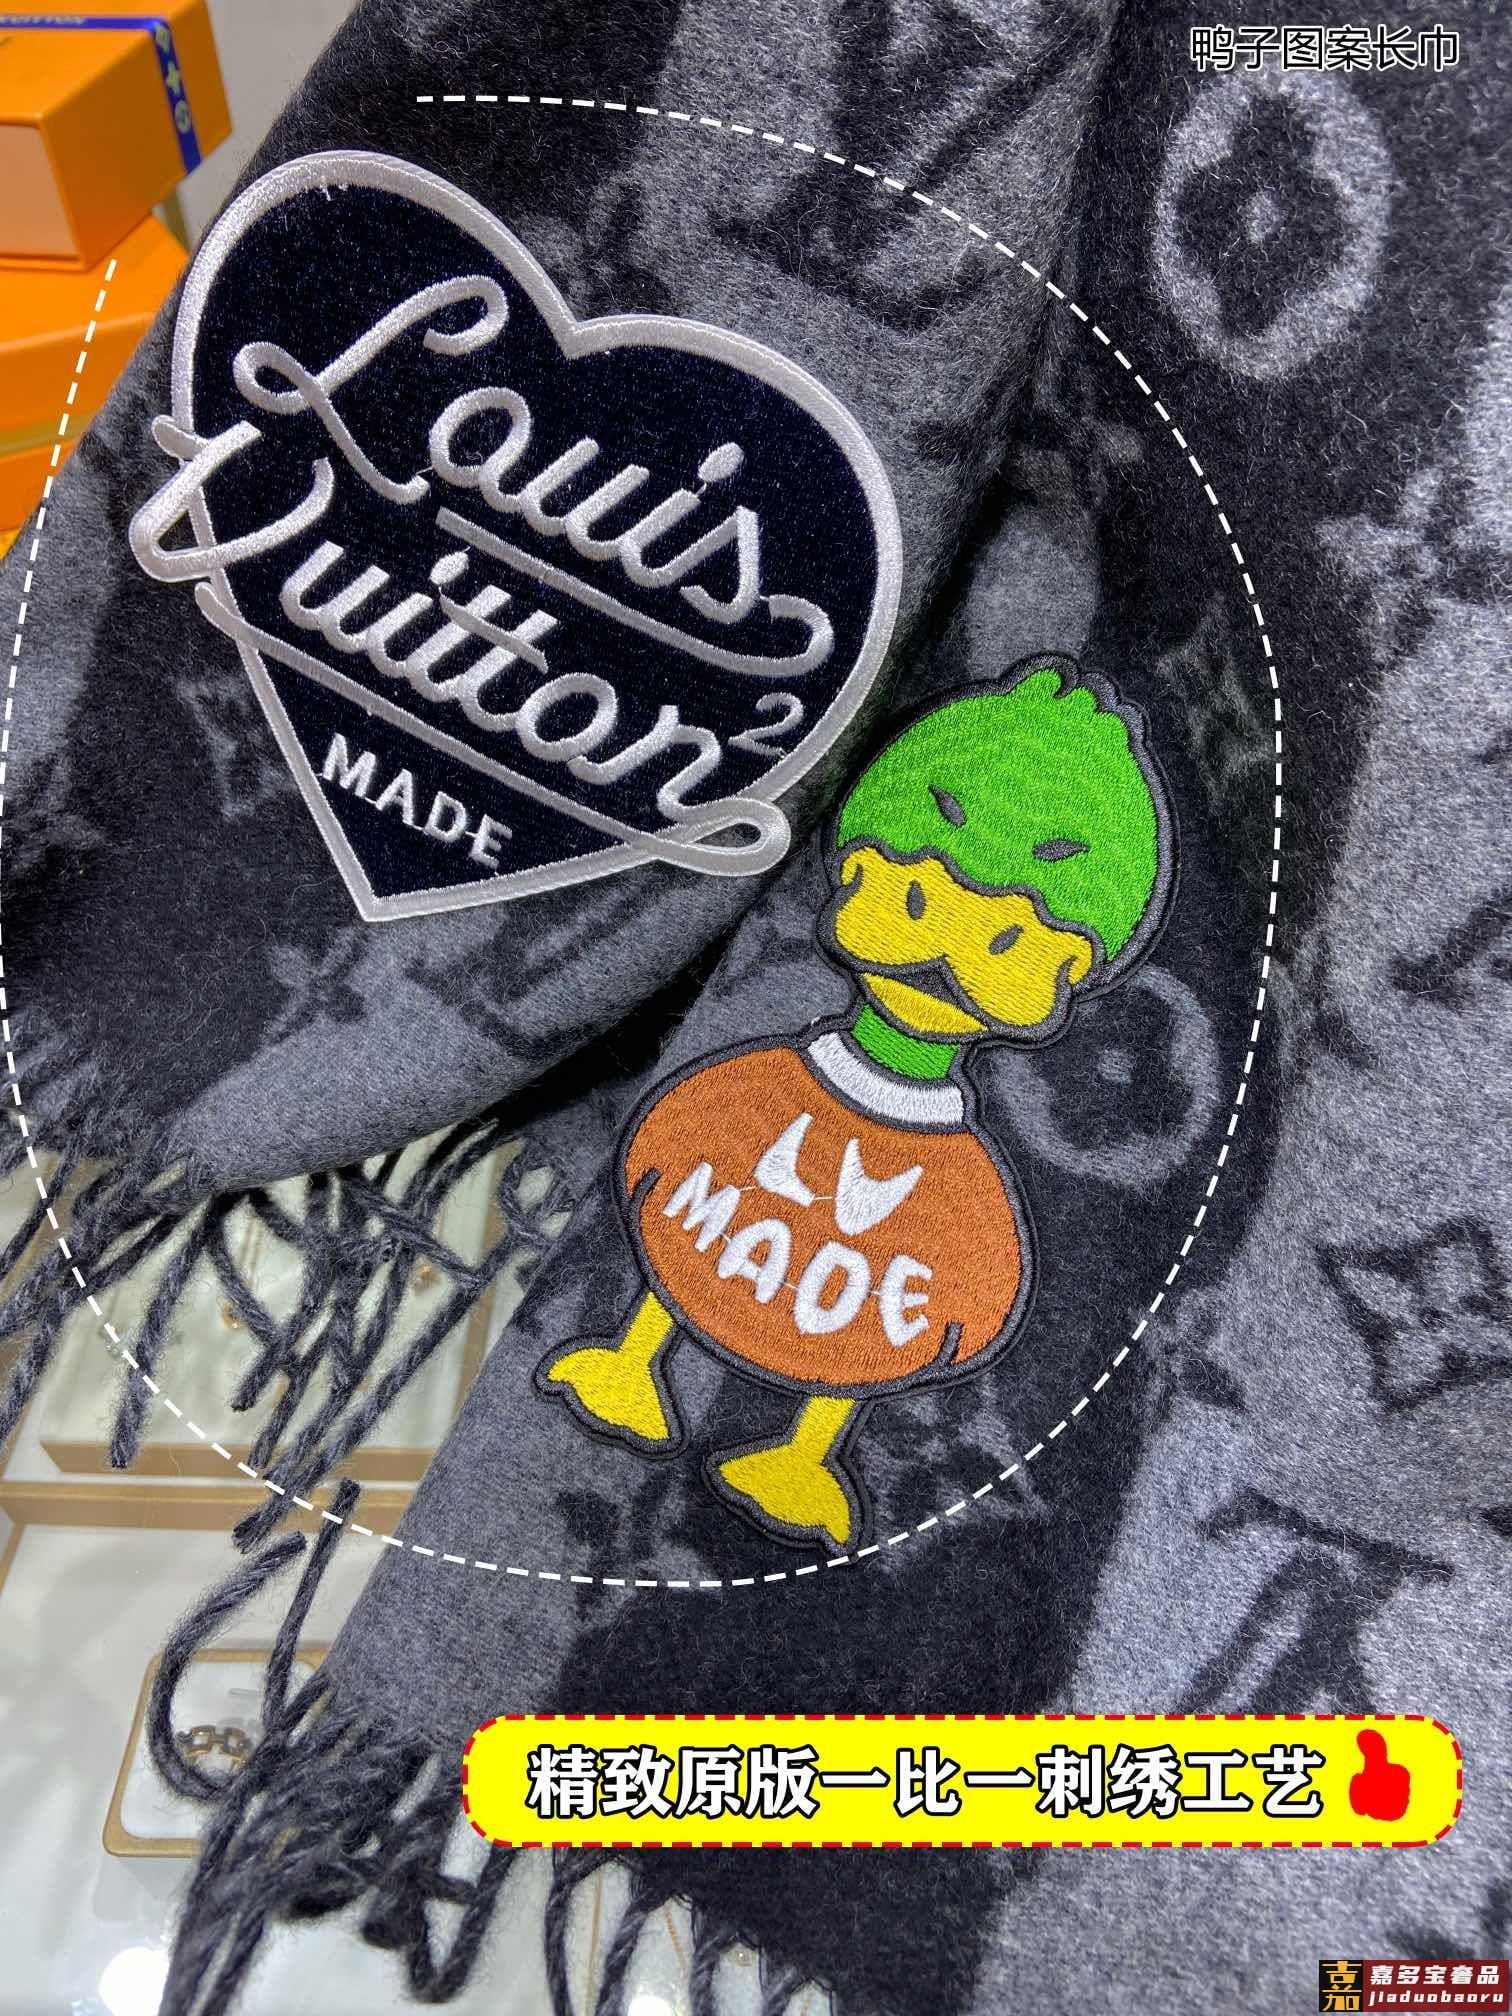 鸭子图案长巾
Louis
Vuitton²
MADE
LV
MADE
精致原版一比一刺绣工艺
嘉
嘉多宝奢品
jiaduobaoru